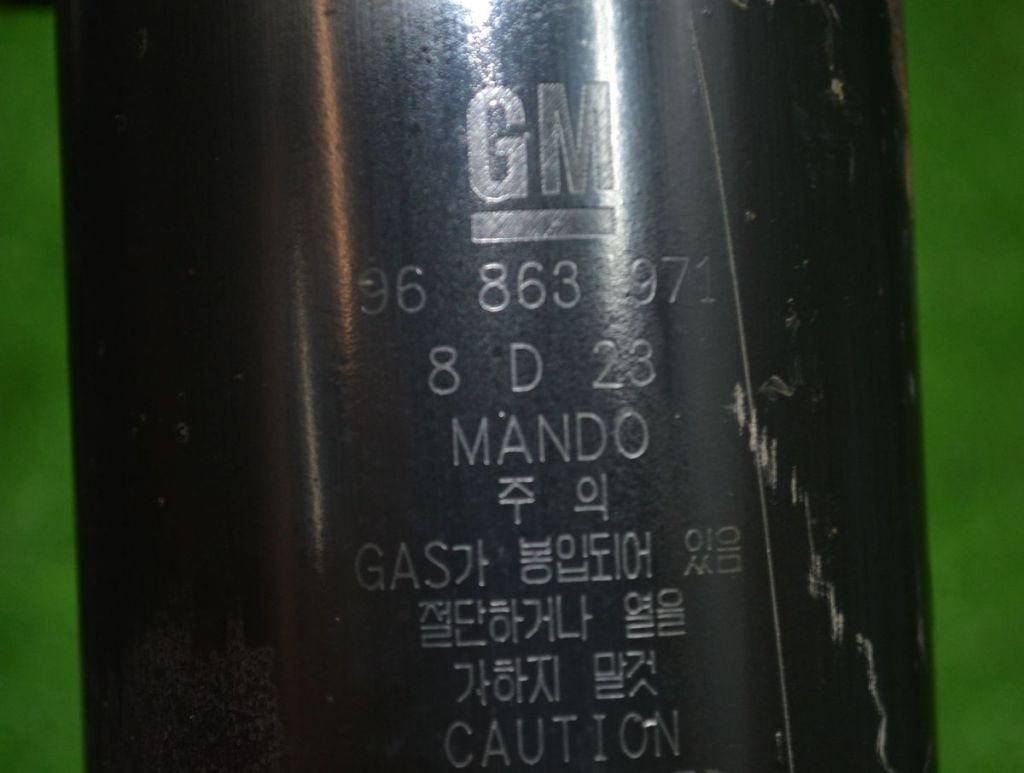 GM
96 863 971
8 D 23
MANDO
주 의
GAS가 봉입되어 있음
절단하거나 열을
가하지 말것
CAUTION